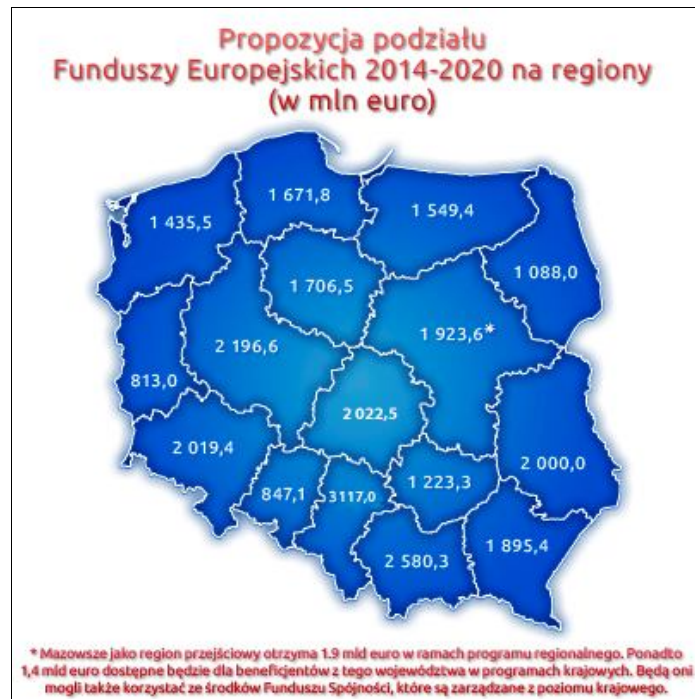 Propozycja podziału
Funduszy Europejskich 2014-2020 na regiony
(w mln euro)
1 671,8
1 435,5
1 549,4
1 088,0
1 706,5
1 923,6*
2 196,6
813,0
2 022,5
2 019,4
2 000,0
1 223,3
847,1
3117,0
1 895,4
2 580,3
* Mazowsze jako region przejściowy otrzyma 1.9 mld euro w ramach programu regionalnego. Ponadto
1,4 mld euro dostępne będzie dla beneficjentów z tego województwa w programach krajowych. Będą oni
mogli także korzystać ze środków Funduszu Spójności, które są zarządzane z poziomu krajowego.